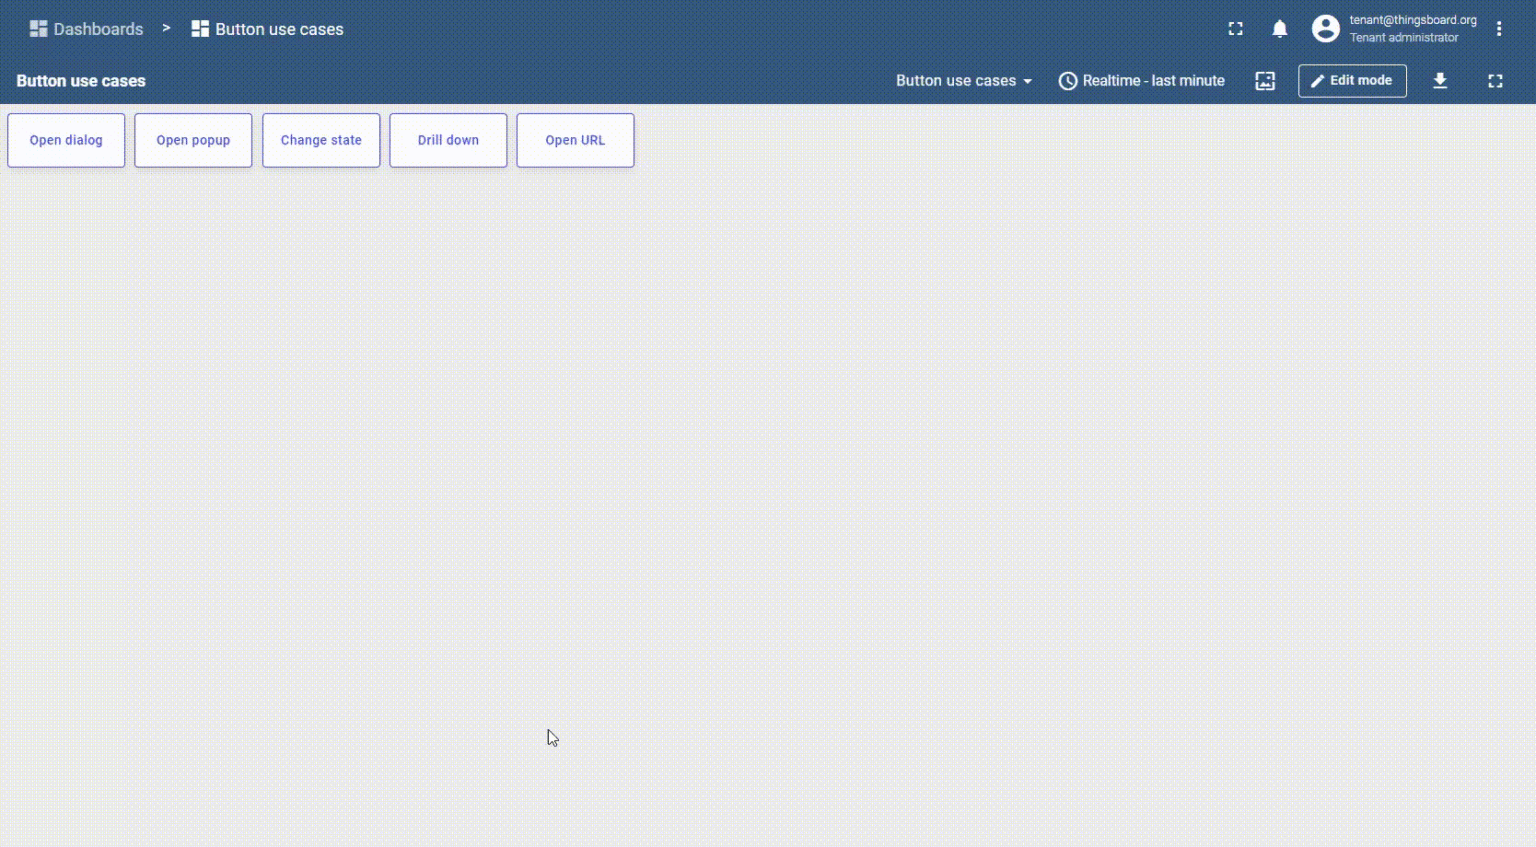 Dashboards > Button use cases
tenant@thingsboard.org
Tenant administrator
Button use cases
Button use cases
Realtime - last minute
Edit mode
Open dialog
Open popup
Change state
Drill down
Open URL